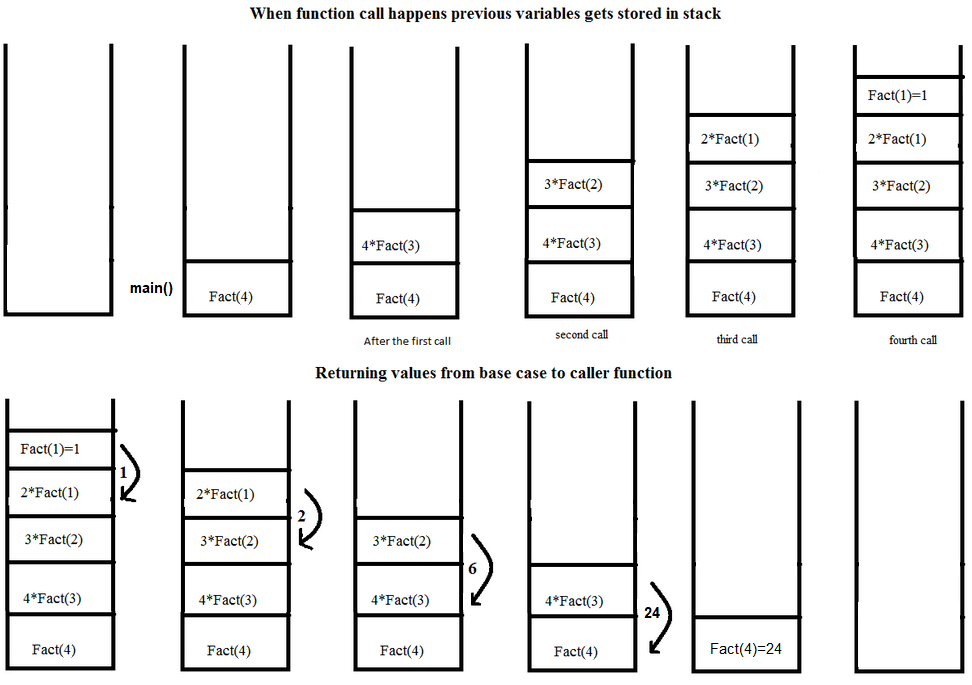 When function call happens previous variables gets stored in stack
main()
Fact(4)
4*Fact(3)
Fact(4)
After the first call
3*Fact(2)
4*Fact(3)
Fact(4)
second call
2*Fact(1)
3*Fact(2)
4*Fact(3)
Fact(4)
third call
Fact(1)=1
2*Fact(1)
3*Fact(2)
4*Fact(3)
Fact(4)
fourth call
Returning values from base case to caller function
Fact(1)=1
1
2*Fact(1)
3*Fact(2)
4*Fact(3)
Fact(4)
2*Fact(1)
2
3*Fact(2)
4*Fact(3)
Fact(4)
3*Fact(2)
6
4*Fact(3)
Fact(4)
4*Fact(3)
24
Fact(4)
Fact(4)=24